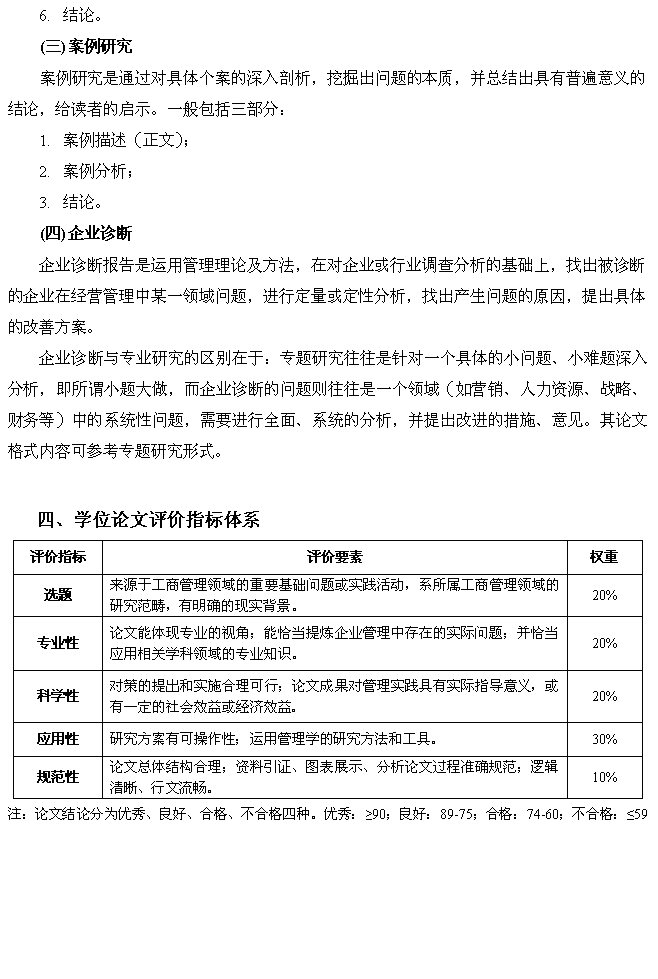 6. 结论。
(三) 案例研究
案例研究是通过对具体个案的深入剖析，挖掘出问题的本质，并总结出具有普遍意义的
结论，给读者的启示。一般包括三部分：
1. 案例描述（正文）；
2. 案例分析；
3. 结论。
(四) 企业诊断
企业诊断报告是运用管理理论及方法，在对企业或行业调查分析的基础上，找出被诊断
的企业在经营管理中某一领域问题，进行定量或定性分析，找出产生问题的原因，提出具体
的改善方案。
企业诊断与专业研究的区别在于：专题研究往往是针对一个具体的小问题、小难题深入
分析，即所谓小题大做，而企业诊断的问题则往往是一个领域（如营销、人力资源、战略、
财务等）中的系统性问题，需要进行全面、系统的分析，并提出改进的措施、意见。其论文
格式内容可参考专题研究形式。
四、学位论文评价指标体系
评价指标 评价要素 权重
选题 来源于工商管理领域的重要基础问题或实践活动，系所属工商管理领域的 20%
研究范畴，有明确的现实背景。
专业性 论文能体现专业的视角；能恰当提炼企业管理中存在的实际问题；并恰当 20%
应用相关学科领域的专业知识。
科学性 对策的提出和实施合理可行；论文成果对管理实践具有实际指导意义，或 20%
有一定的社会效益或经济效益。
应用性 研究方案有可操作性；运用管理学的研究方法和工具。 30%
规范性 论文总体结构合理；资料引证、图表展示、分析论文过程准确规范；逻辑 10%
清晰、行文流畅。
注：论文结论分为优秀、良好、合格、不合格四种。优秀：≥90；良好：89-75；合格：74-60；不合格：≤59